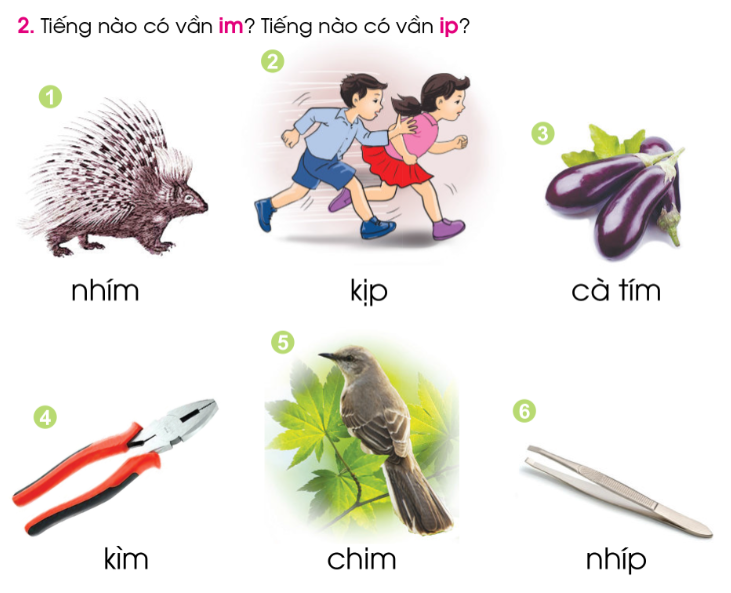 2. Tiếng nào có vần im? Tiếng nào có vần ip?
1
2
3
nhím
kịp
cà tím
4
5
6
kìm
chim
nhíp